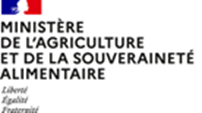 MINISTÈRE
DE L'AGRICULTURE
ET DE LA SOUVERAINETÉ
ALIMENTAIRE
Liberté
Égalité
Fraternité